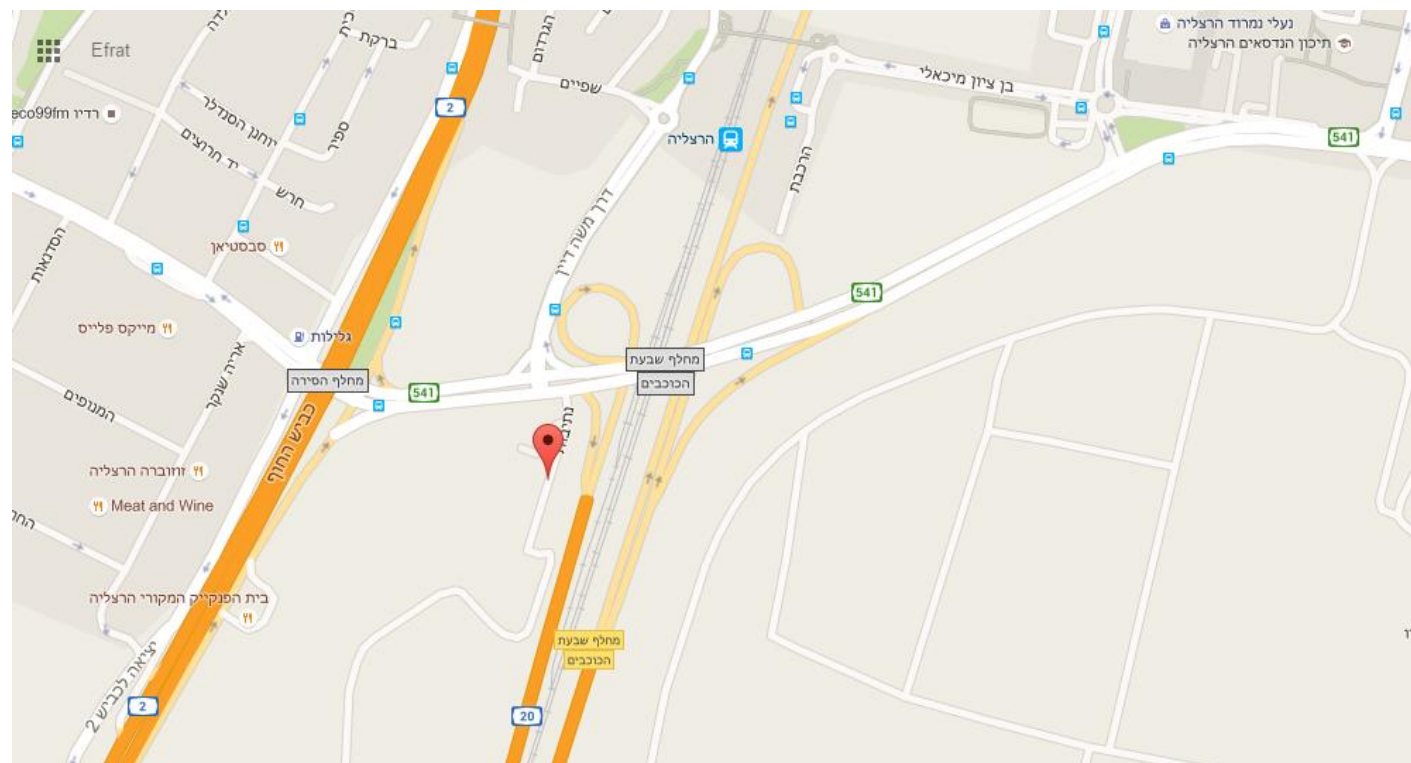 נעלי נמרוד הרצליה
תיכון הנדסאים הרצליה
Efrat
ברקת
הגרדום
שפיים
בן ציון מיכאלי
2
eco99fm רדיו
יוחנן הסנדלר
ספיר
יד חרוצים
חרש
הרצליה
הרכבת
541
הסדנאות
סבסטיאן
דרך משה דיין
541
מייקס פלייס
גלילות
אריה שנקר
מחלף שבעת
הכוכבים
מחלף הסירה
541
המנופים
כביש החוף
זוזוברה הרצליה
Meat and Wine
בית הפנקייק המקורי הרצליה
מחלף שבעת
הכוכבים
יציאה לכביש 2
2
20